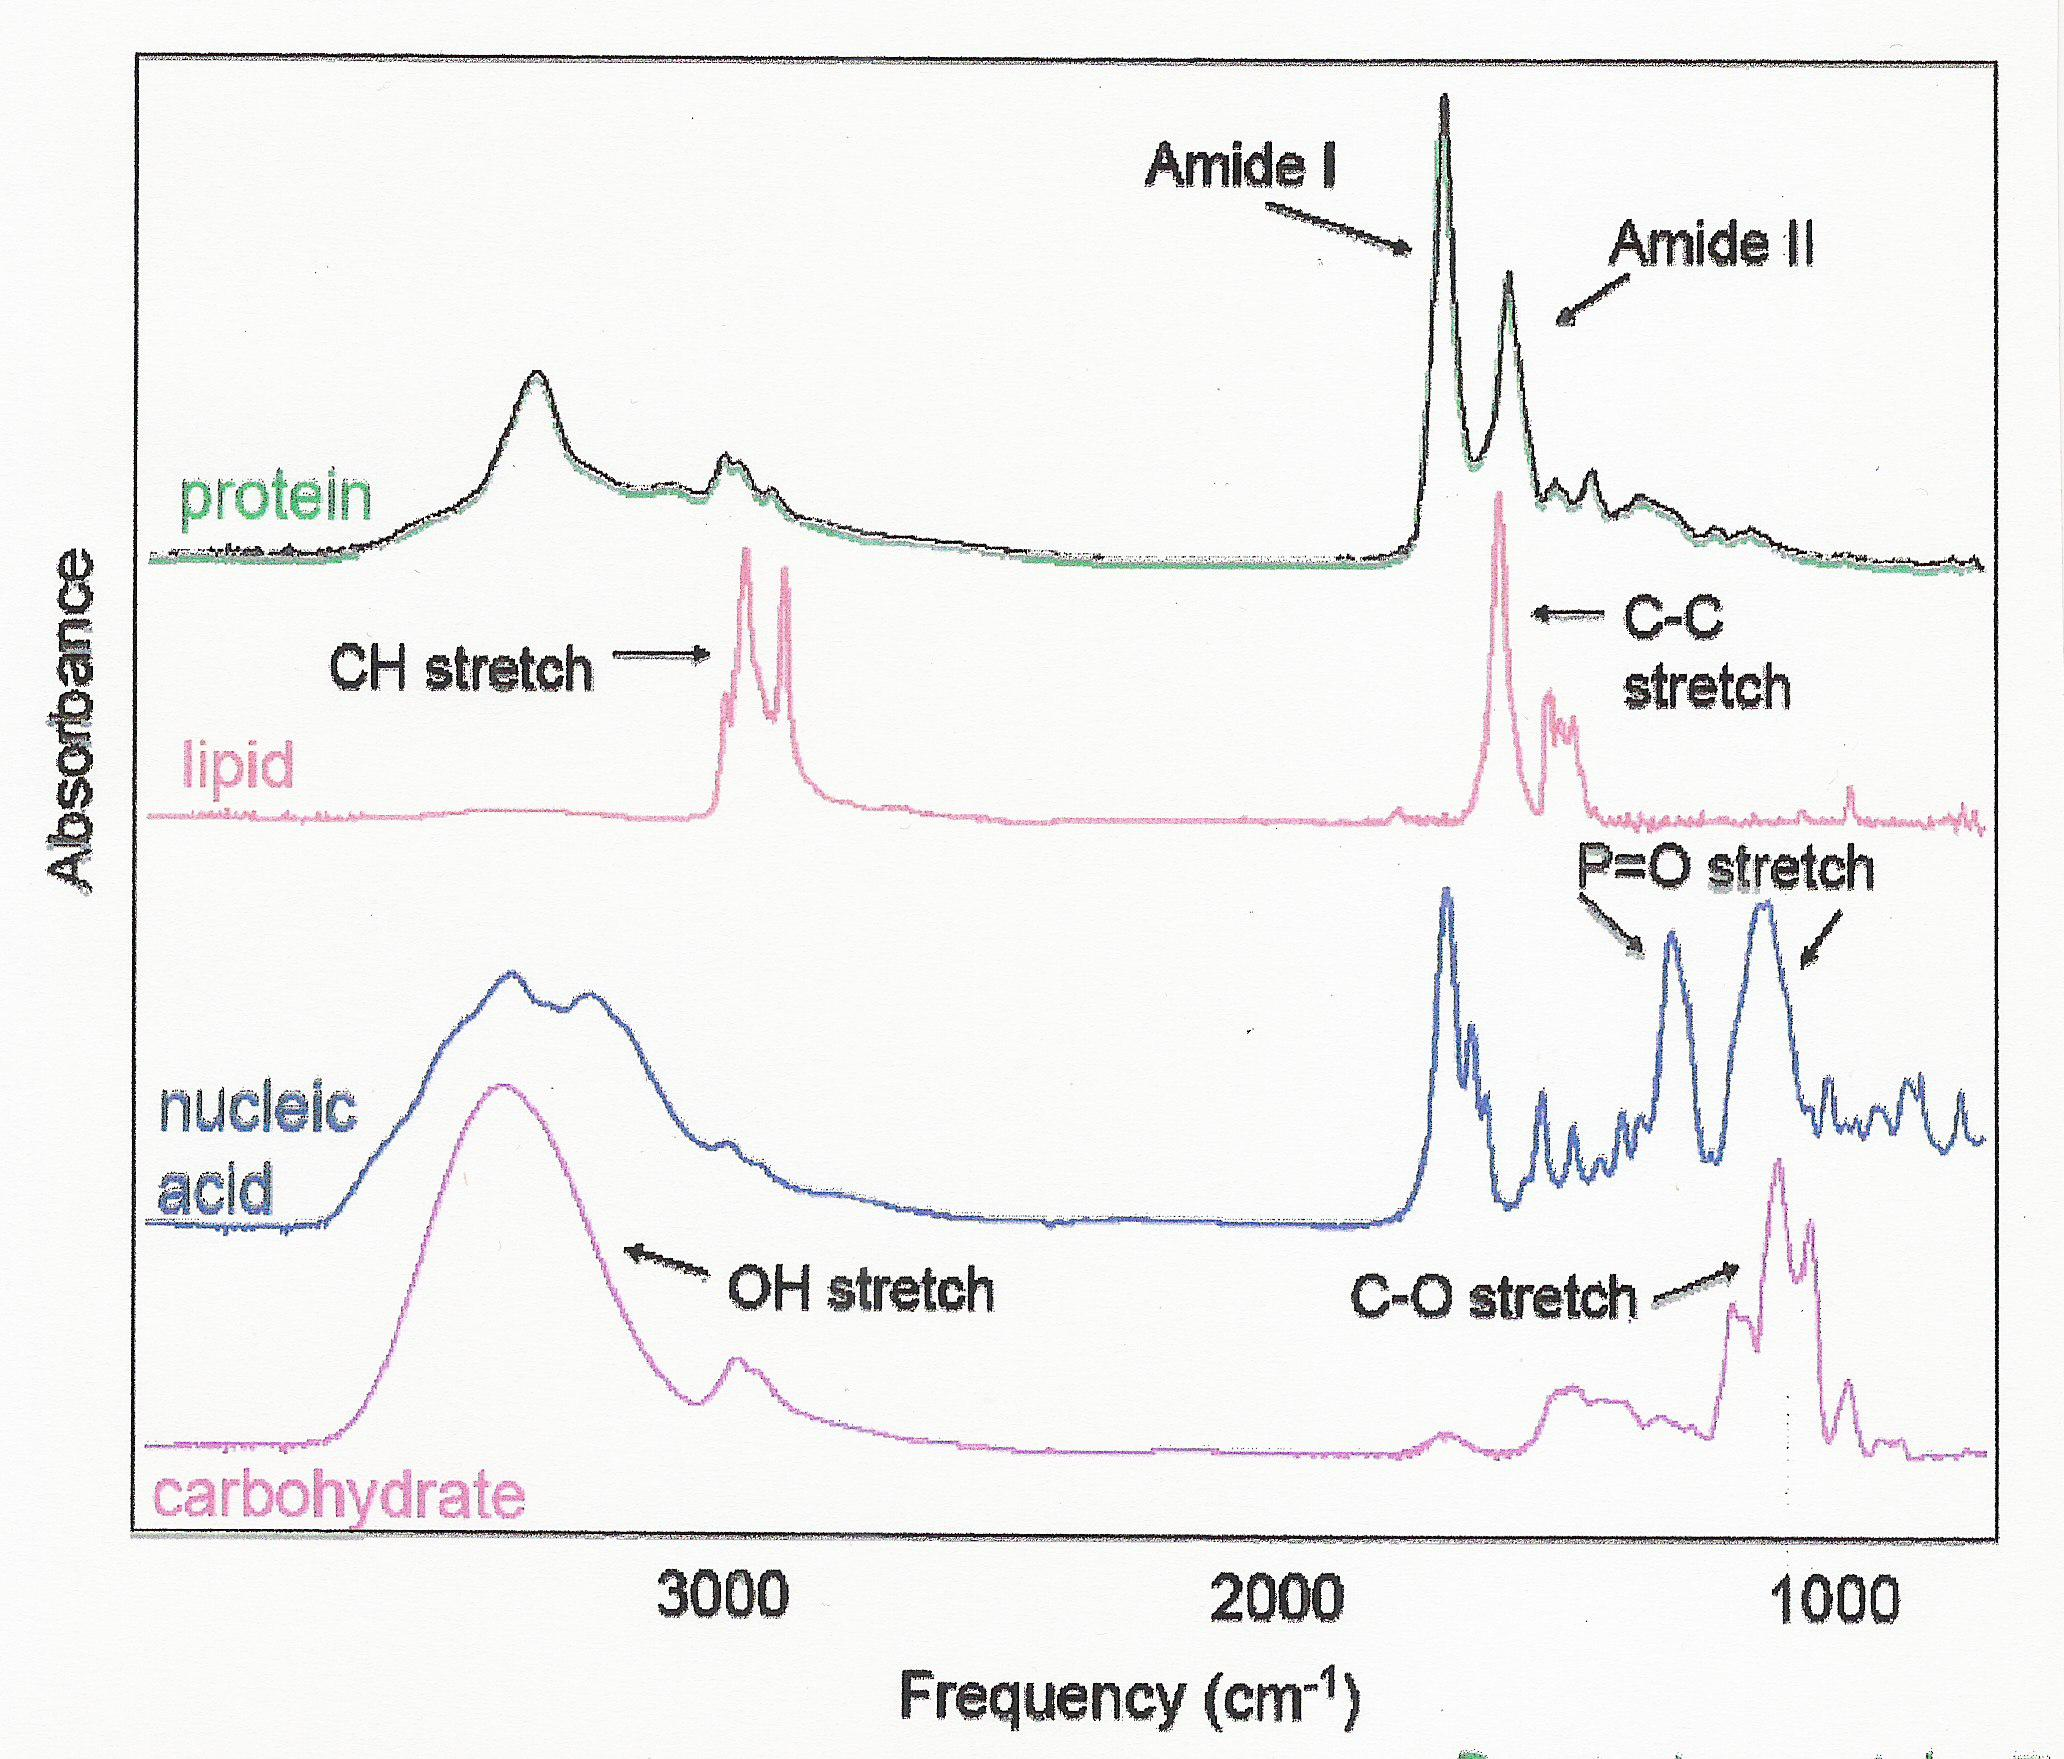 Amide I
Amide II
protein
CH stretch
C-C
stretch
lipid
P=O stretch
nucleic
acid
OH stretch
C-O stretch
carbohydrate
Absorbance
3000
2000
1000
Frequency (cm-1)